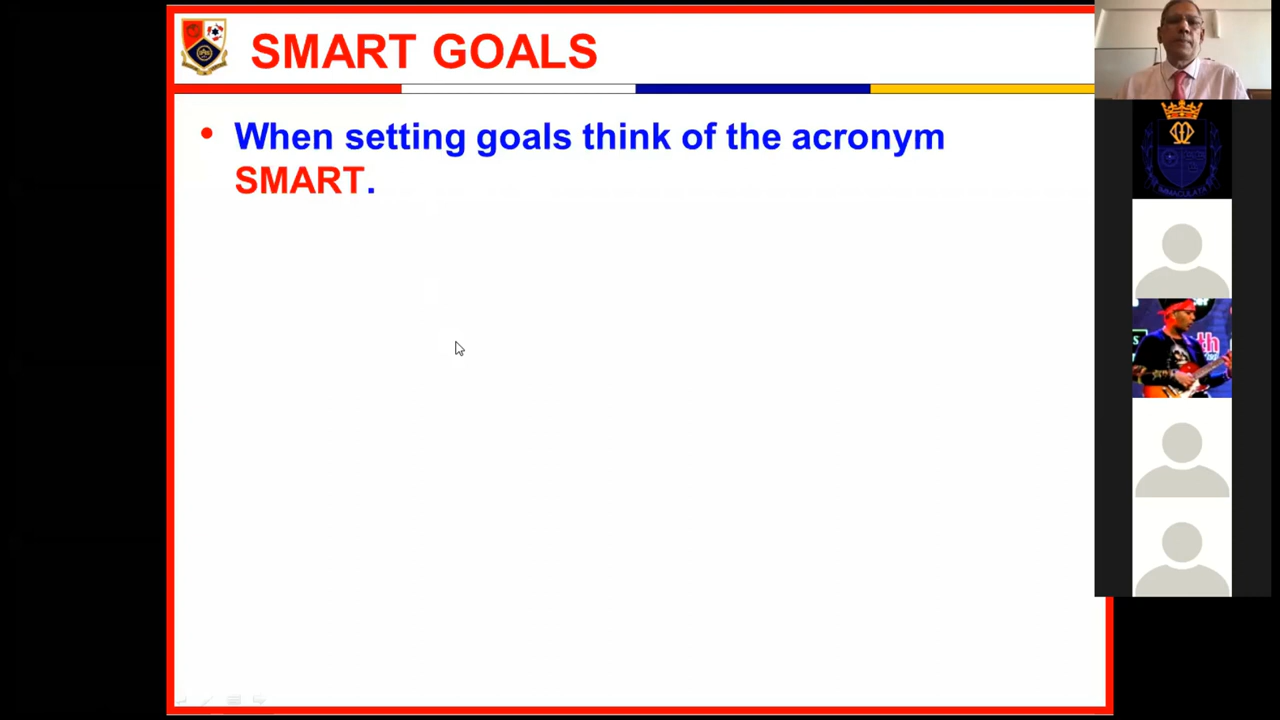 SMART GOALS
• When setting goals think of the acronym
SMART.